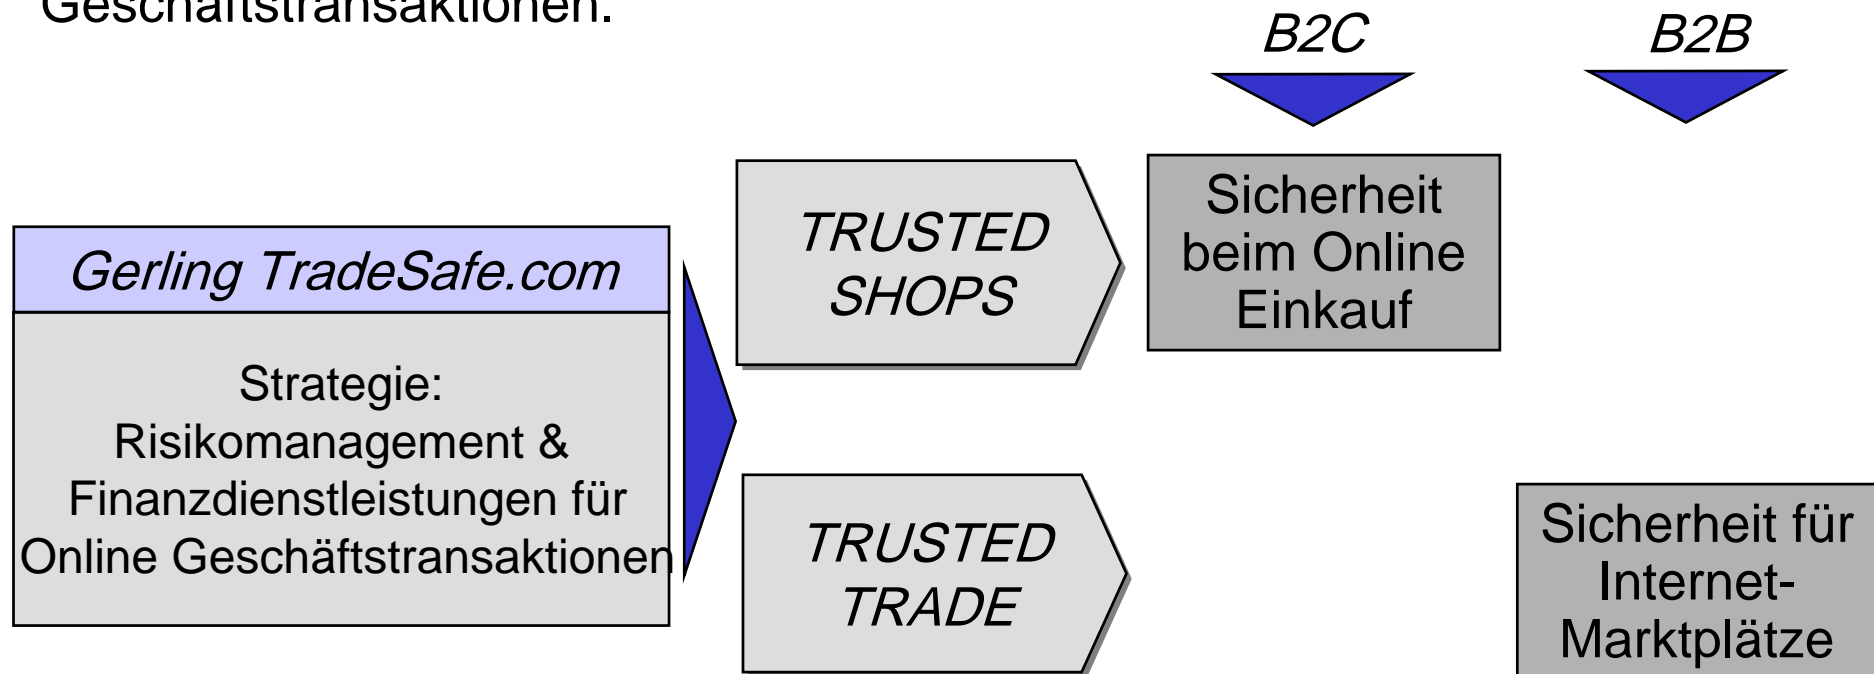 Geschäftstransaktionen.
B2C
B2B
Gerling TradeSafe.com
Strategie:
Risikomanagement &
Finanzdienstleistungen für
Online Geschäftstransaktionen
TRUSTED
SHOPS
Sicherheit
beim Online
Einkauf
TRUSTED
TRADE
Sicherheit für
Internet-
Marktplätze